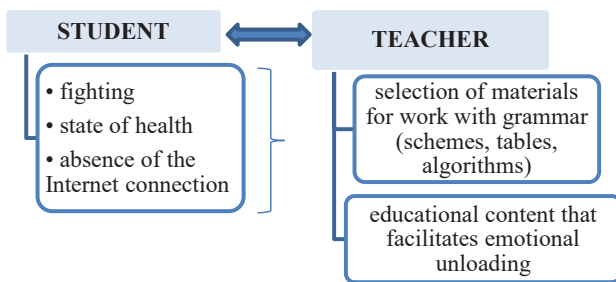 STUDENT
TEACHER
• fighting
• state of health
• absence of the
Internet connection
selection of materials
for work with grammar
(schemes, tables,
algorithms)
educational content that
facilitates emotional
unloading